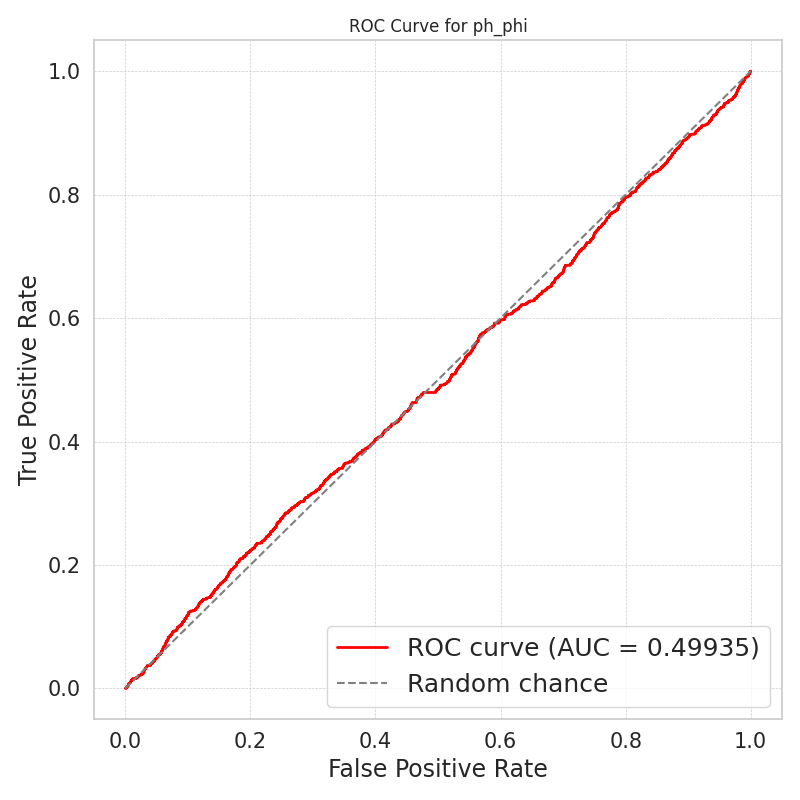 ROC Curve for ph_phi
True Positive Rate
1.0
0.8
0.6
0.4
0.2
0.0
ROC curve (AUC = 0.49935)
Random chance
0.0 0.2 0.4 0.6 0.8 1.0
False Positive Rate